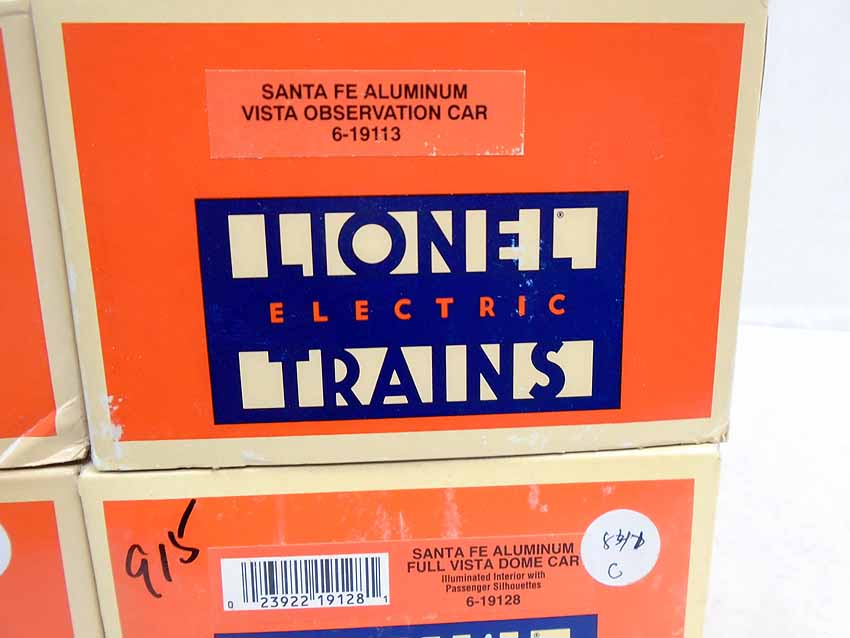 SANTA FE ALUMINUM
VISTA OBSERVATION CAR
6-19113
LIONEL®
ELECTRIC
TRAINS
915
0 23922 19128 1
SANTA FE ALUMINUM
FULL VISTA DOME CAR
Illuminated Interior with
Passenger Silhouettes
6-19128
C